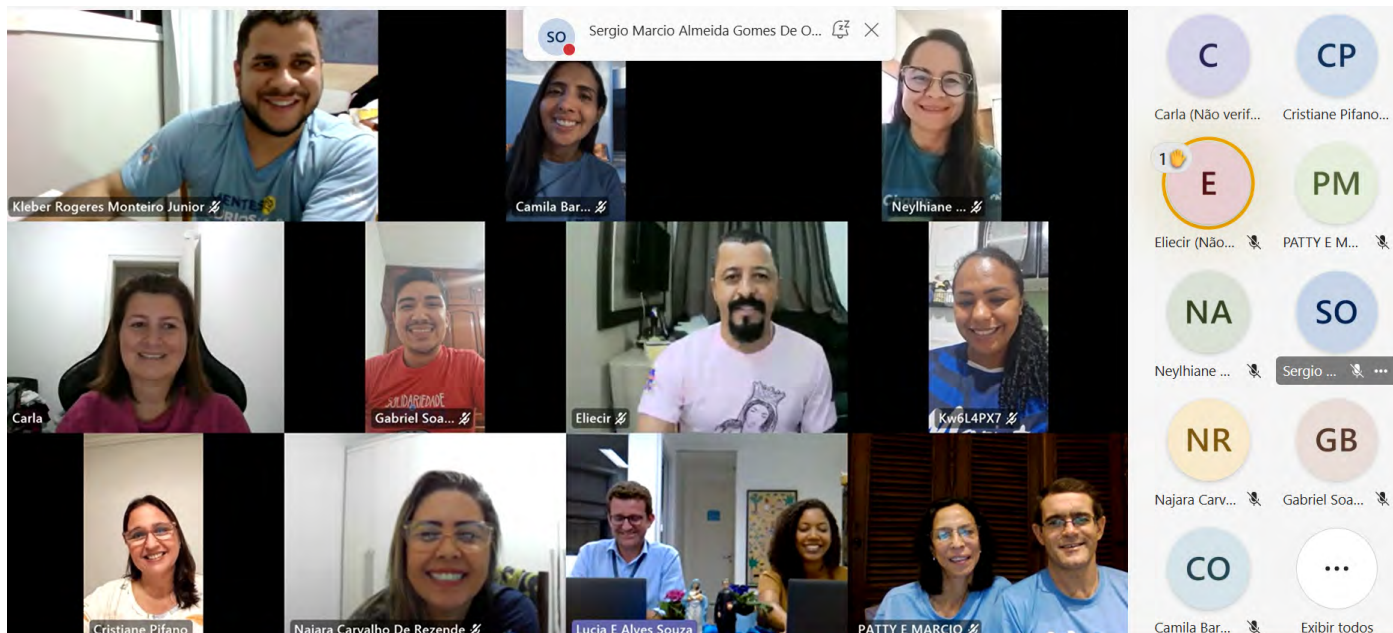 SO
Sergio Marcio Almeida Gomes De O...
Kleber Rogeres Monteiro Junior
MENTES
Camila Bar...
Neylhiane ...
Carla
SOLIDARIEDADE
Gabriel Soa...
Eliecir
Kw6L4PX7
Cristiane Pifano
Najara Carvalho De Rezende
Lucia E Alves Souza
PATTY E MARCIO
C
CP
Carla (Não verif...
Cristiane Pifano...
1
E
PM
Eliecir (Não...
PATTY E M...
NA
SO
Neylhiane ...
Sergio ...
NR
GB
Najara Carv...
Gabriel Soa...
CO
...
Camila Bar...
Exibir todos